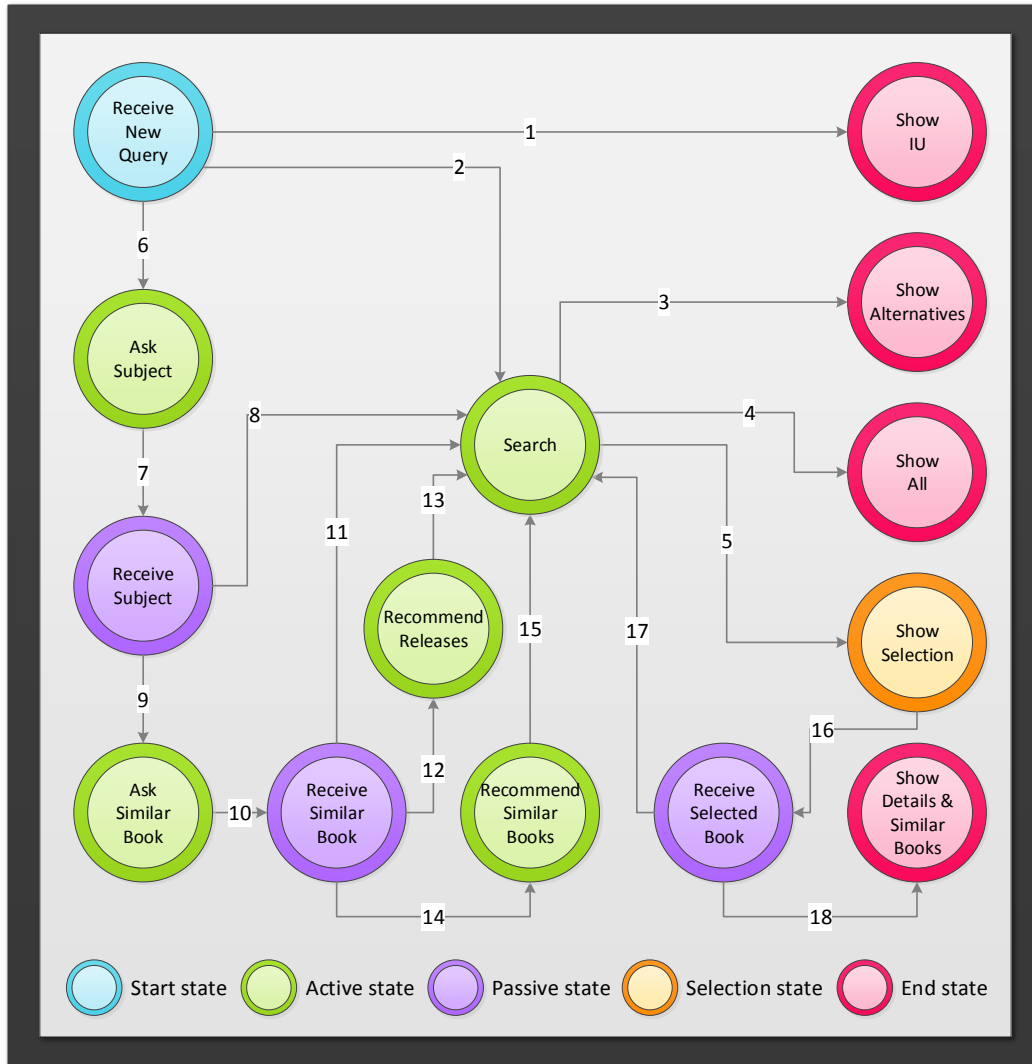 Receive
New
Query
1
Show
IU
2
6
Show
Alternatives
3
Ask
Subject
8
Search
4
Show
All
7
13
11
5
Receive
Subject
Recommend
Releases
15
17
Show
Selection
9
12
16
Ask
Similar
Book
10
Receive
Similar
Book
Recommend
Similar
Books
Receive
Selected
Book
Show
Details &
Similar
Books
14
18
Start state
Active state
Passive state
Selection state
End state